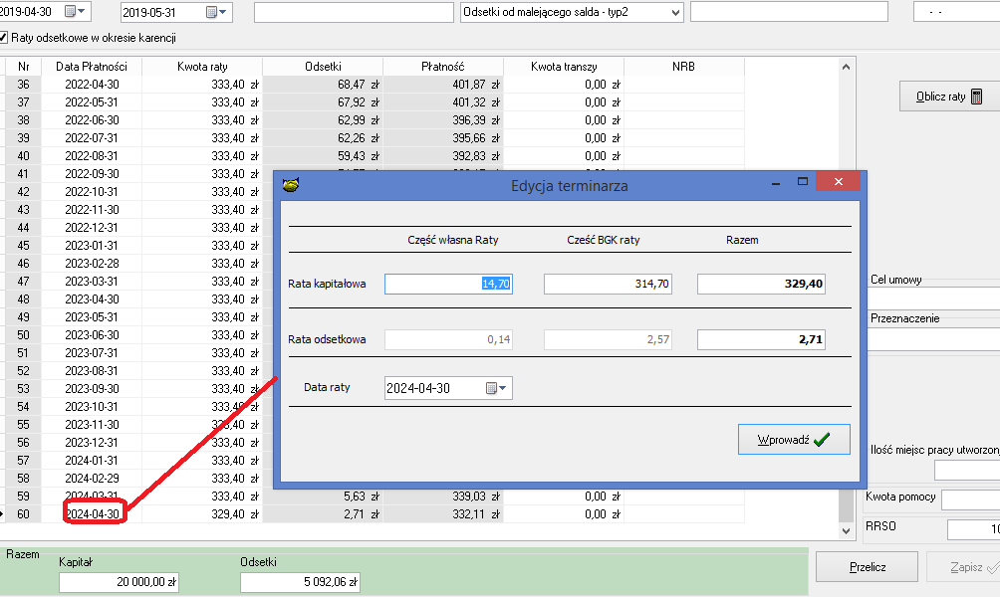 2019-04-30 2019-05-31 Odsetki od malejącego salda - typ2 - -
Raty odsetkowe w okresie karencji
Nr Data Płatności Kwota raty Odsetki Płatność Kwota transzy NRB
36 2022-04-30 333,40 zł 68,47 zł 401,87 zł 0,00 zł
37 2022-05-31 333,40 zł 67,92 zł 401,32 zł 0,00 zł
Oblicz raty
38 2022-06-30 333,40 zł 62,99 zł 396,39 zł 0,00 zł
39 2022-07-31 333,40 zł 62,26 zł 395,66 zł 0,00 zł
40 2022-08-31 333,40 zł 59,43 zł 392,83 zł 0,00 zł
41 2022-09-30 333,40 zł
42 2022-10-31 333,40 zł
43 2022-11-30 333,40 zł
44 2022-12-31 333,40 zł
45 2023-01-31 333,40 zł
46 2023-02-28 333,40 zł
47 2023-03-31 333,40 zł
48 2023-04-30 333,40 zł
49 2023-05-31 333,40 zł
50 2023-06-30 333,40 zł
51 2023-07-31 333,40 zł
52 2023-08-31 333,40 zł
53 2023-09-30 333,40 zł
54 2023-10-31 333,40 zł
55 2023-11-30 333,40 zł
56 2023-12-31 333,40 zł
57 2024-01-31 333,40 zł
58 2024-02-29 333,40 zł
59 2024-03-31 333,40 zł 5,63 zł 339,03 zł 0,00 zł
60 2024-04-30 329,40 zł 2,71 zł 332,11 zł 0,00 zł
Edycja terminarza
Część własna Raty Cześć BGK raty Razem
Rata kapitałowa 14,70 314,70 329,40
Rata odsetkowa 0,14 2,57 2,71
Data raty 2024-04-30
Wprowadź
Cel umowy
Przeznaczenie
Ilość miejsc pracy utworzon
Kwota pomocy
RRSO 10
Razem
Kapitał Odsetki
20 000,00 zł 5 092,06 zł
Przelicz Zapisz